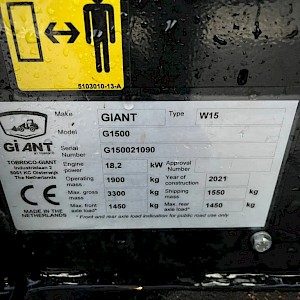 5103010-13-A
GiANT
TOBROCO-GIANT
Industrielaan 2
5061 KC Oisterwijk
The Netherlands
CE
MADE IN THE
NETHERLANDS
Make GIANT Type W15
Model G1500
Serial Number G150021090
Engine power 18,2 kW Approval Number
Operating mass 1900 kg Year of construction 2021
Max. gross mass 3300 kg Shipping mass 1550 kg
Max. front axle load* 1450 kg Max. rear axle load* 1450 kg
* Front and rear axle load indication for public road use only